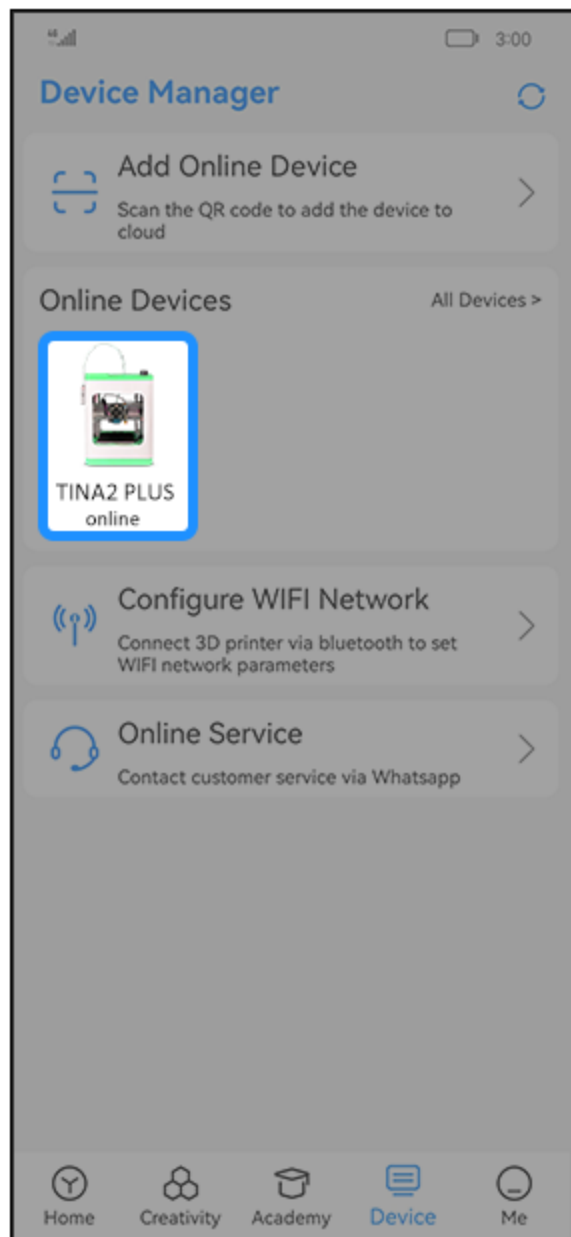 3:00
Device Manager
Add Online Device
Scan the QR code to add the device to
cloud
Online Devices
All Devices >
TINA2 PLUS
online
Configure WIFI Network
Connect 3D printer via bluetooth to set
WIFI network parameters
Online Service
Contact customer service via Whatsapp
Home
Creativity
Academy
Device
Me